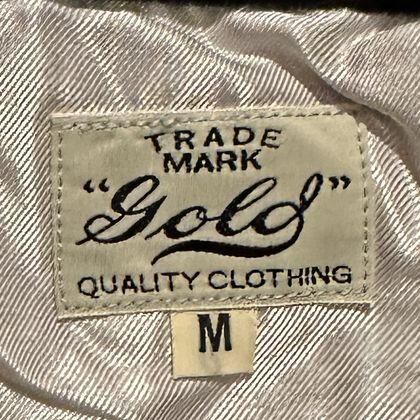 TRADE
MARK
"Gold"
QUALITY CLOTHING
M